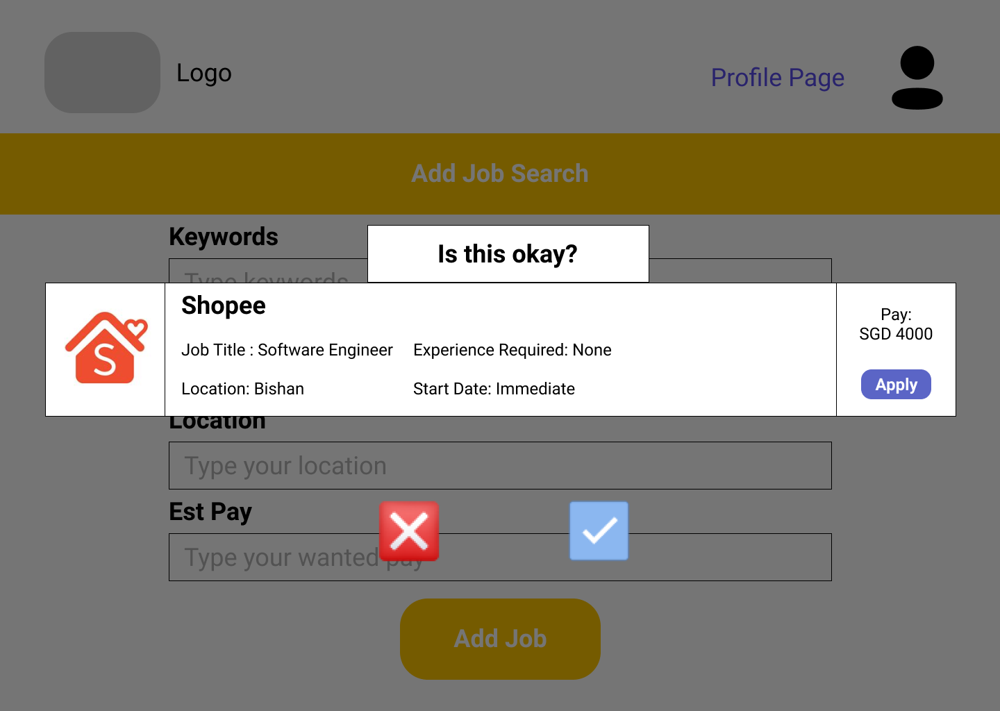 Logo
Profile Page
Add Job Search
Keywords
Is this okay?
Type keywords
Shopee
S
Job Title : Software Engineer
Experience Required: None
Location: Bishan
Start Date: Immediate
Pay:
SGD 4000
Apply
Location
Type your location
Est Pay
Type your wanted pay
Add Job